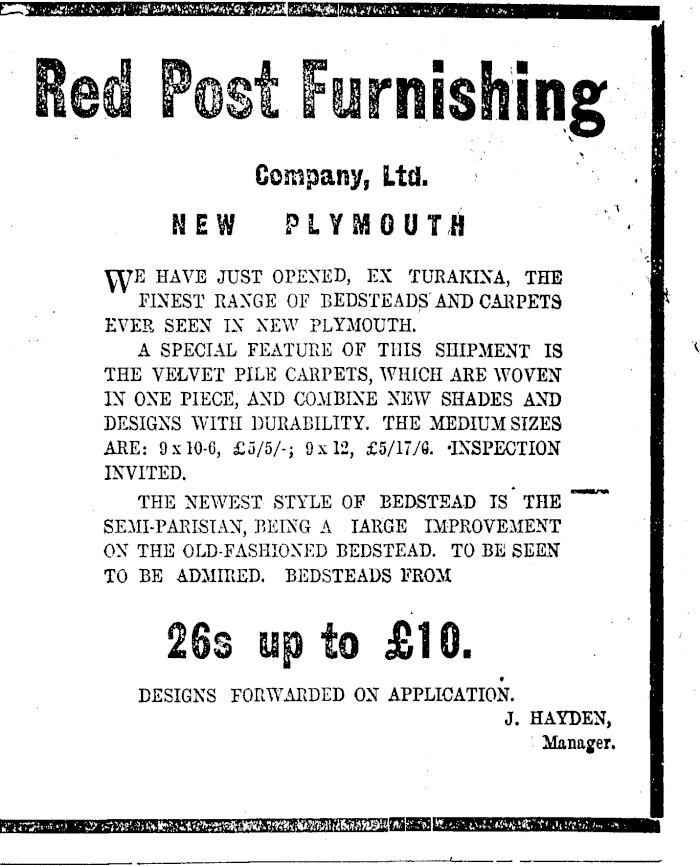 Red Post Furnishing
Company, Ltd.
NEW PLYMOUTH
WE HAVE JUST OPENED, EX TURAKINA, THE
FINEST RANGE OF BEDSTEADS AND CARPETS
EVER SEEN IN NEW PLYMOUTH.
A SPECIAL FEATURE OF THIS SHIPMENT IS
THE VELVET PILE CARPETS, WHICH ARE WOVEN
IN ONE PIECE, AND COMBINE NEW SHADES AND
DESIGNS WITH DURABILITY. THE MEDIUM SIZES
ARE: 9 x 10-6, £5/5/-; 9 x 12, £5/17/6. INSPECTION
INVITED.
THE NEWEST STYLE OF BEDSTEAD IS THE
SEMI-PARISIAN, BEING A IARGE IMPROVEMENT
ON THE OLD-FASHIONED BEDSTEAD. TO BE SEEN
TO BE ADMIRED. BEDSTEADS FROM
26s up to £10.
DESIGNS FORWARDED ON APPLICATION.
J. HAYDEN,
Manager.